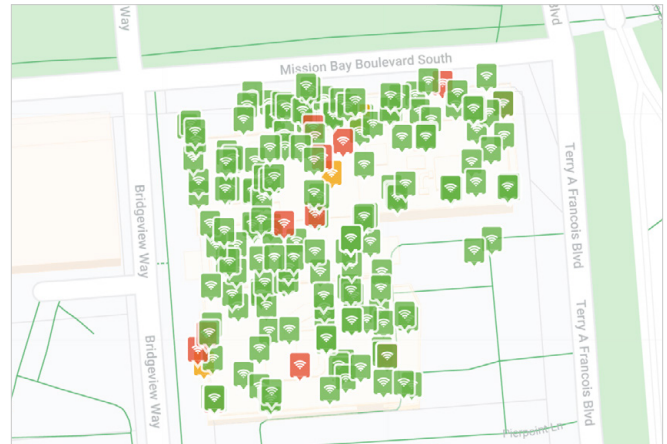 Way
Blvd
Mission Bay Boulevard South
Terry A Francois Blvd
Bridgeview Way
Terry A Francois Blvd
Bridgeview Way
Pierpoint Ln